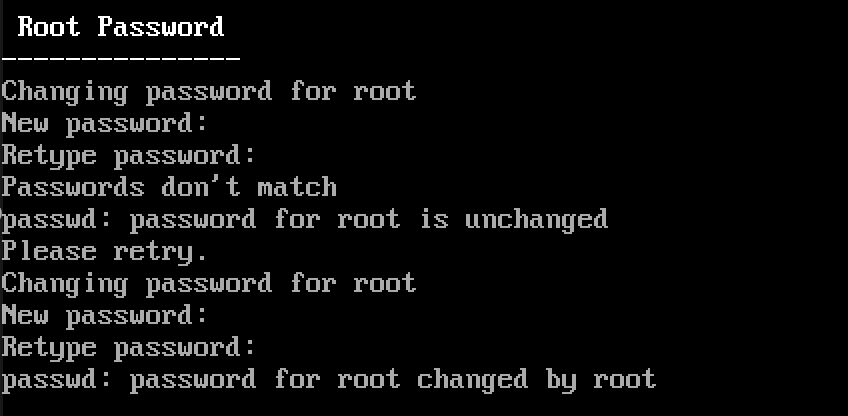 Root Password
---------------
Changing password for root
New password:
Retype password:
Passwords don't match
passwd: password for root is unchanged
Please retry.
Changing password for root
New password:
Retype password:
passwd: password for root changed by root